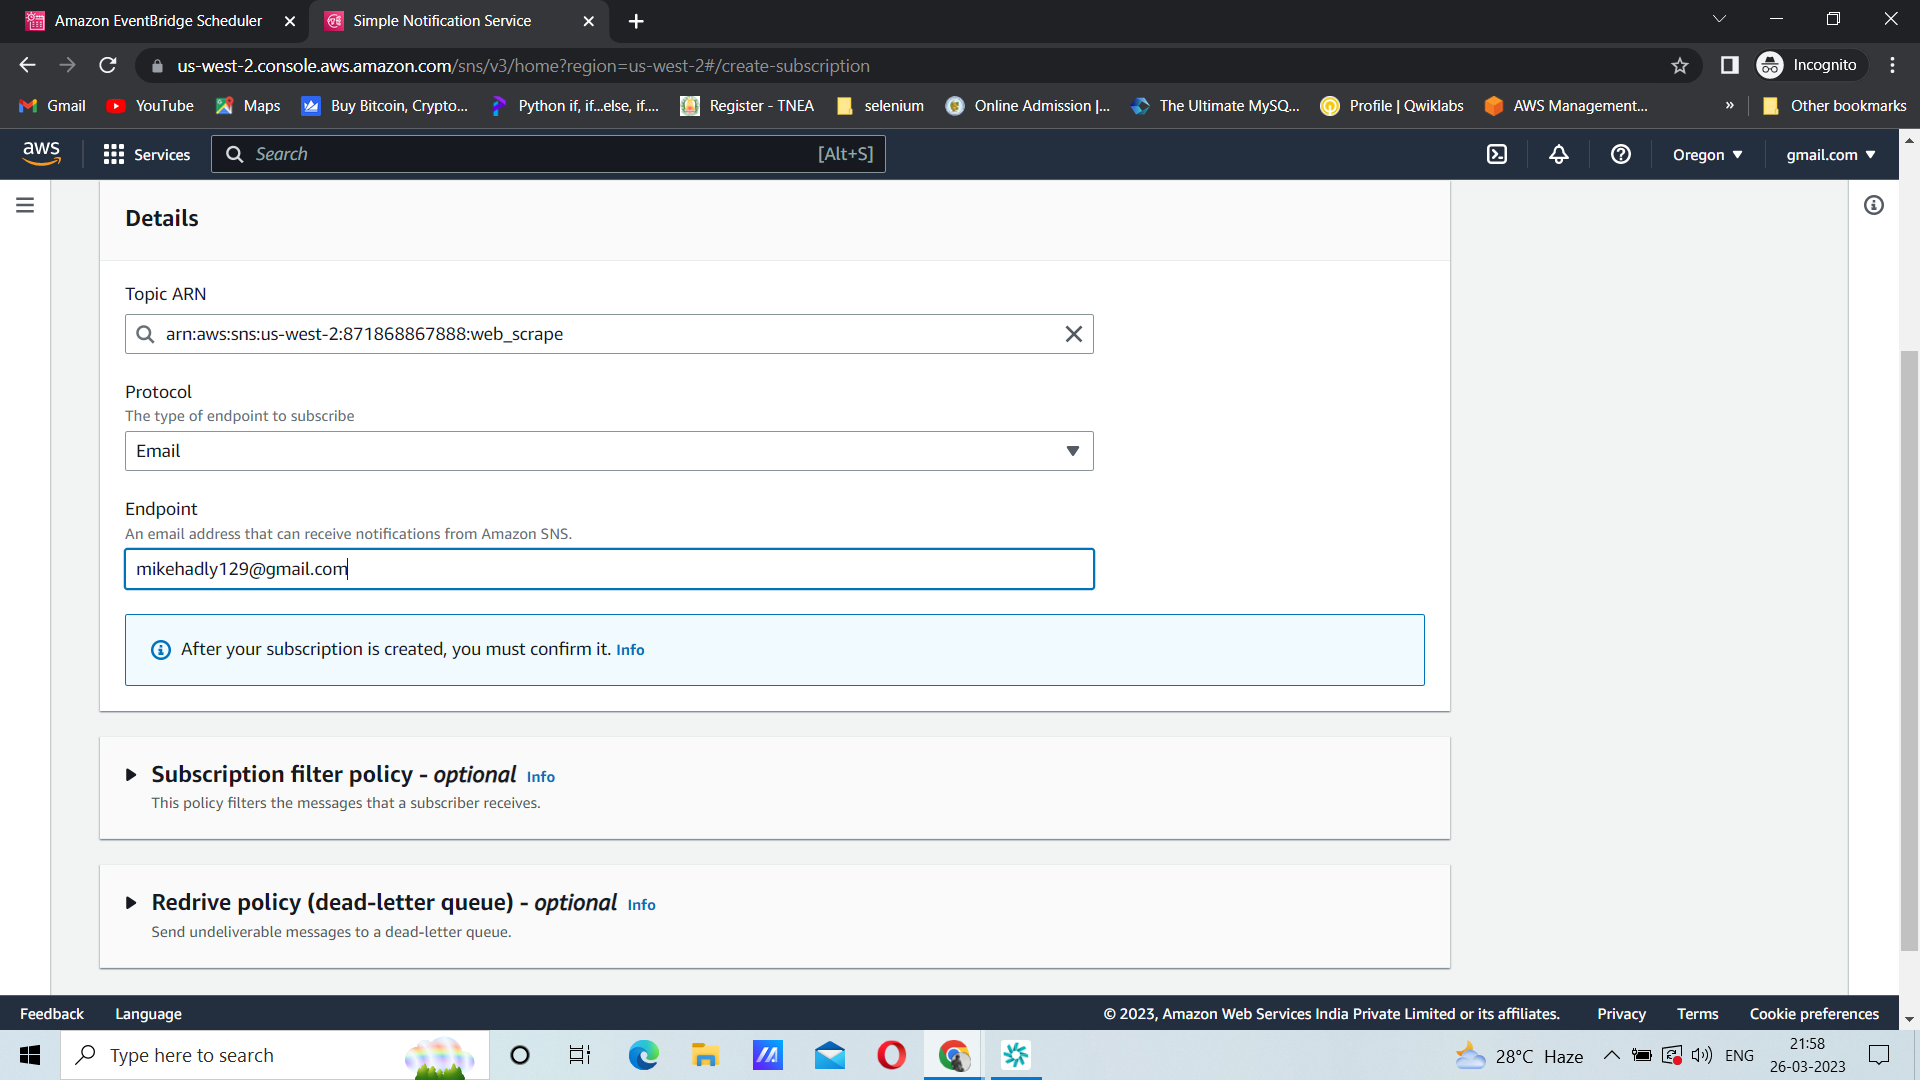 Amazon EventBridge Scheduler
Simple Notification Service
us-west-2.console.aws.amazon.com/sns/v3/home?region=us-west-2#/create-subscription
Incognito
Gmail
YouTube
Maps
Buy Bitcoin, Crypto...
Python if, if...else, if....
Register - TNEA
selenium
Online Admission |...
The Ultimate MySQ...
Profile | Qwiklabs
AWS Management...
»
Other bookmarks
aws
Services
Search
[Alt+S]
Oregon
gmail.com
Details
Topic ARN
arn:aws:sns:us-west-2:871868867888:web_scrape
Protocol
The type of endpoint to subscribe
Email
Endpoint
An email address that can receive notifications from Amazon SNS.
mikehadly129@gmail.com
After your subscription is created, you must confirm it. Info
Subscription filter policy - optional Info
This policy filters the messages that a subscriber receives.
Redrive policy (dead-letter queue) - optional Info
Send undeliverable messages to a dead-letter queue.
Feedback
Language
© 2023, Amazon Web Services India Private Limited or its affiliates.
Privacy
Terms
Cookie preferences
Type here to search
28°C Haze
ENG
21:58
26-03-2023